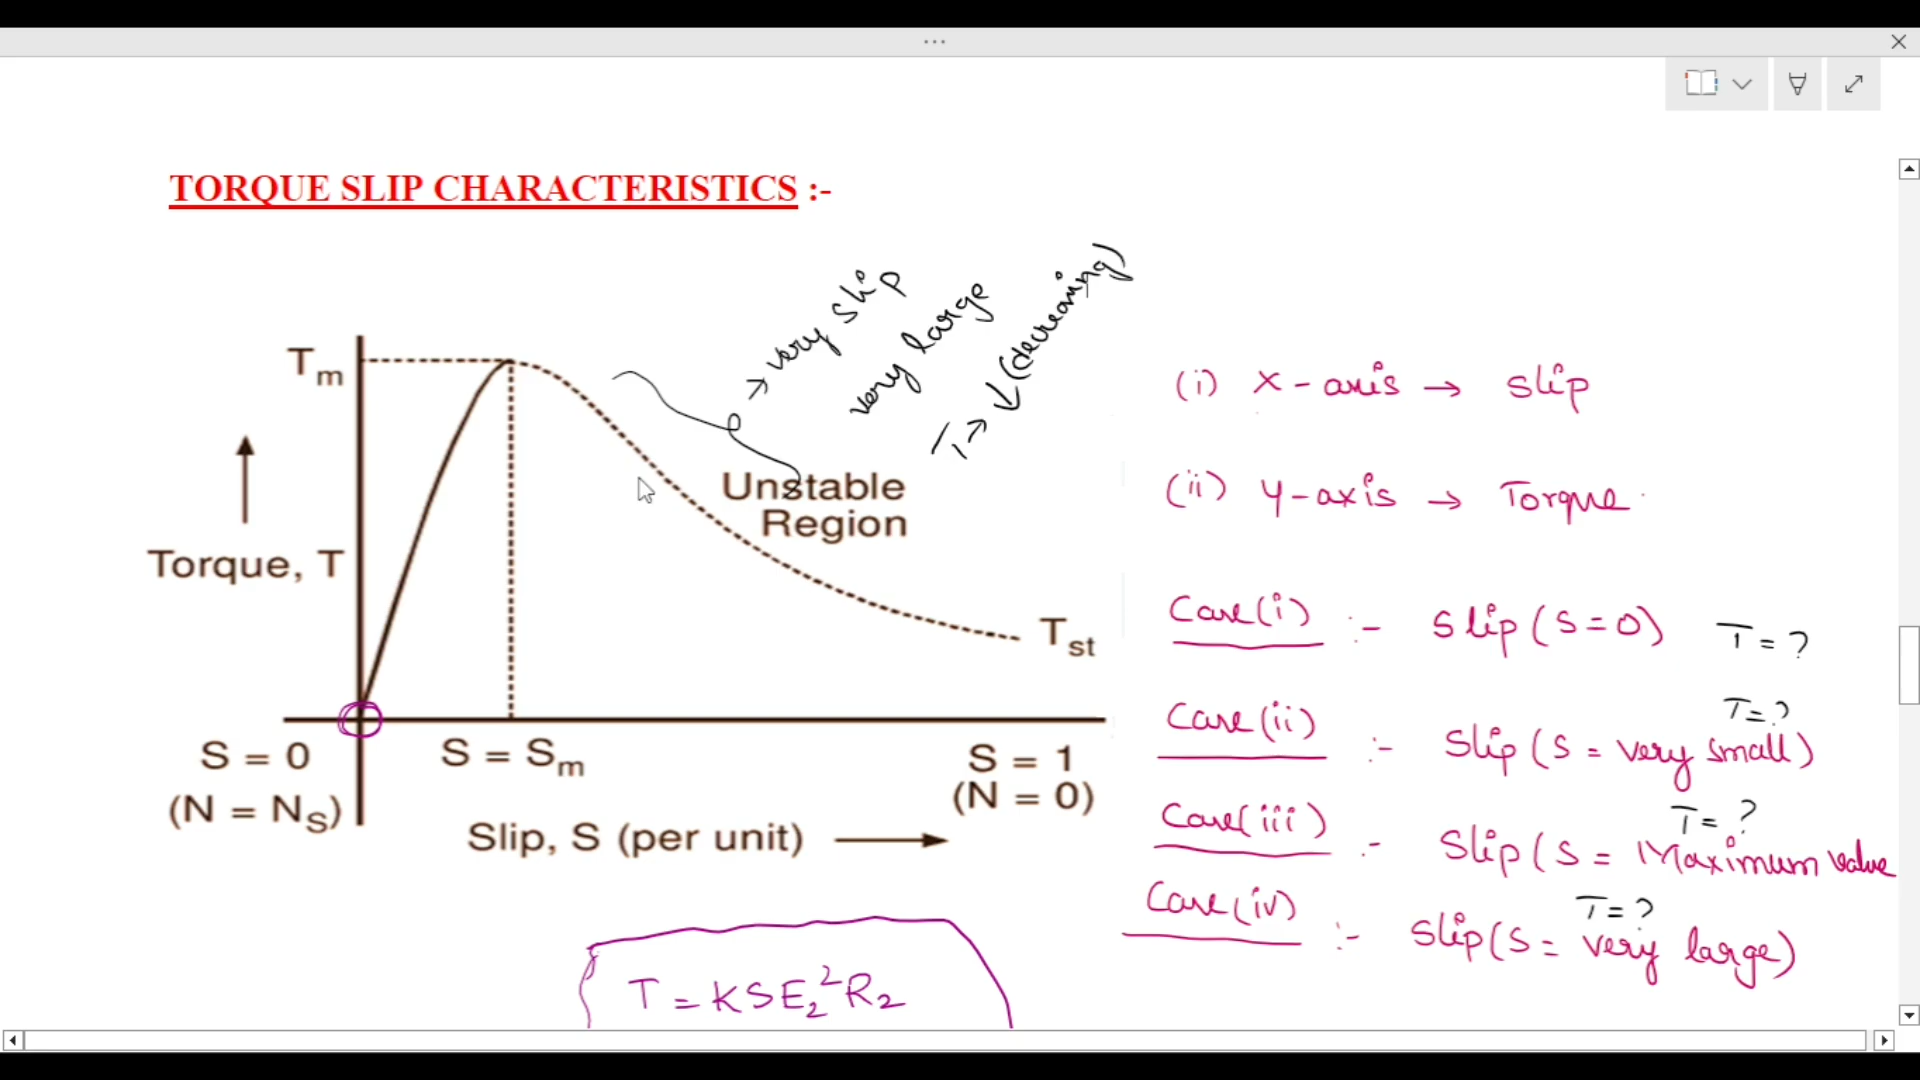 TORQUE SLIP CHARACTERISTICS :-
very slip
very large
T → ↓ (decreasing)
Tm
Torque, T
Unstable
Region
Tst
S = 0
(N = NS)
S = Sm
S = 1
(N = 0)
Slip, S (per unit)
T = KSE₂²R₂
(i) X-axis → slip
(ii) Y-axis → Torque
Case(i) :- Slip (S=0) T = ?
Case(ii) :- Slip (S = very small) T = ?
Case(iii) :- Slip (S = Maximum value T = ?
Case(iv) :- Slip (S = very large) T = ?